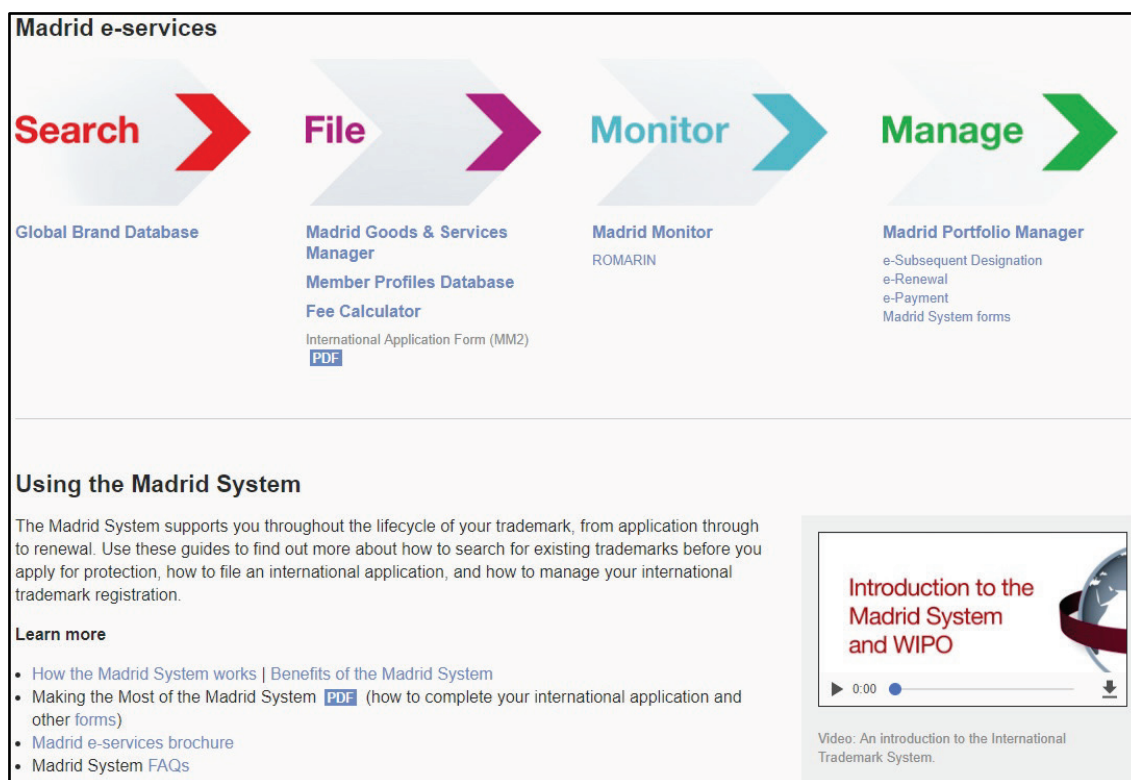 Madrid e-services
Search
File
Monitor
Manage
Global Brand Database
Madrid Goods & Services
Manager
Member Profiles Database
Fee Calculator
International Application Form (MM2)
PDF
Madrid Monitor
ROMARIN
Madrid Portfolio Manager
e-Subsequent Designation
e-Renewal
e-Payment
Madrid System forms
Using the Madrid System
The Madrid System supports you throughout the lifecycle of your trademark, from application through
to renewal. Use these guides to find out more about how to search for existing trademarks before you
apply for protection, how to file an international application, and how to manage your international
trademark registration.
Learn more
• How the Madrid System works | Benefits of the Madrid System
• Making the Most of the Madrid System PDF (how to complete your international application and
other forms)
• Madrid e-services brochure
• Madrid System FAQs
Introduction to the
Madrid System
and WIPO
0:00
Video: An introduction to the International
Trademark System.